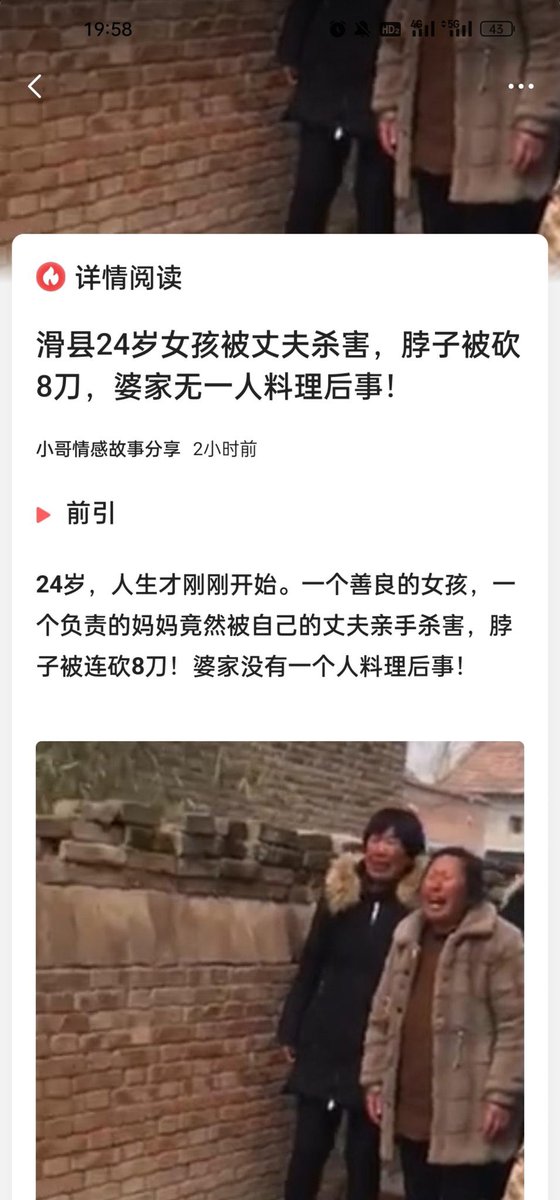 19:58
HD2 4G 5G 43
详情阅读
滑县24岁女孩被丈夫杀害，脖子被砍
8刀，婆家无一人料理后事！
小哥情感故事分享 2小时前
前引
24岁，人生才刚刚开始。一个善良的女孩，一
个负责的妈妈竟然被自己的丈夫亲手杀害，脖
子被连砍8刀！婆家没有一个人料理后事！